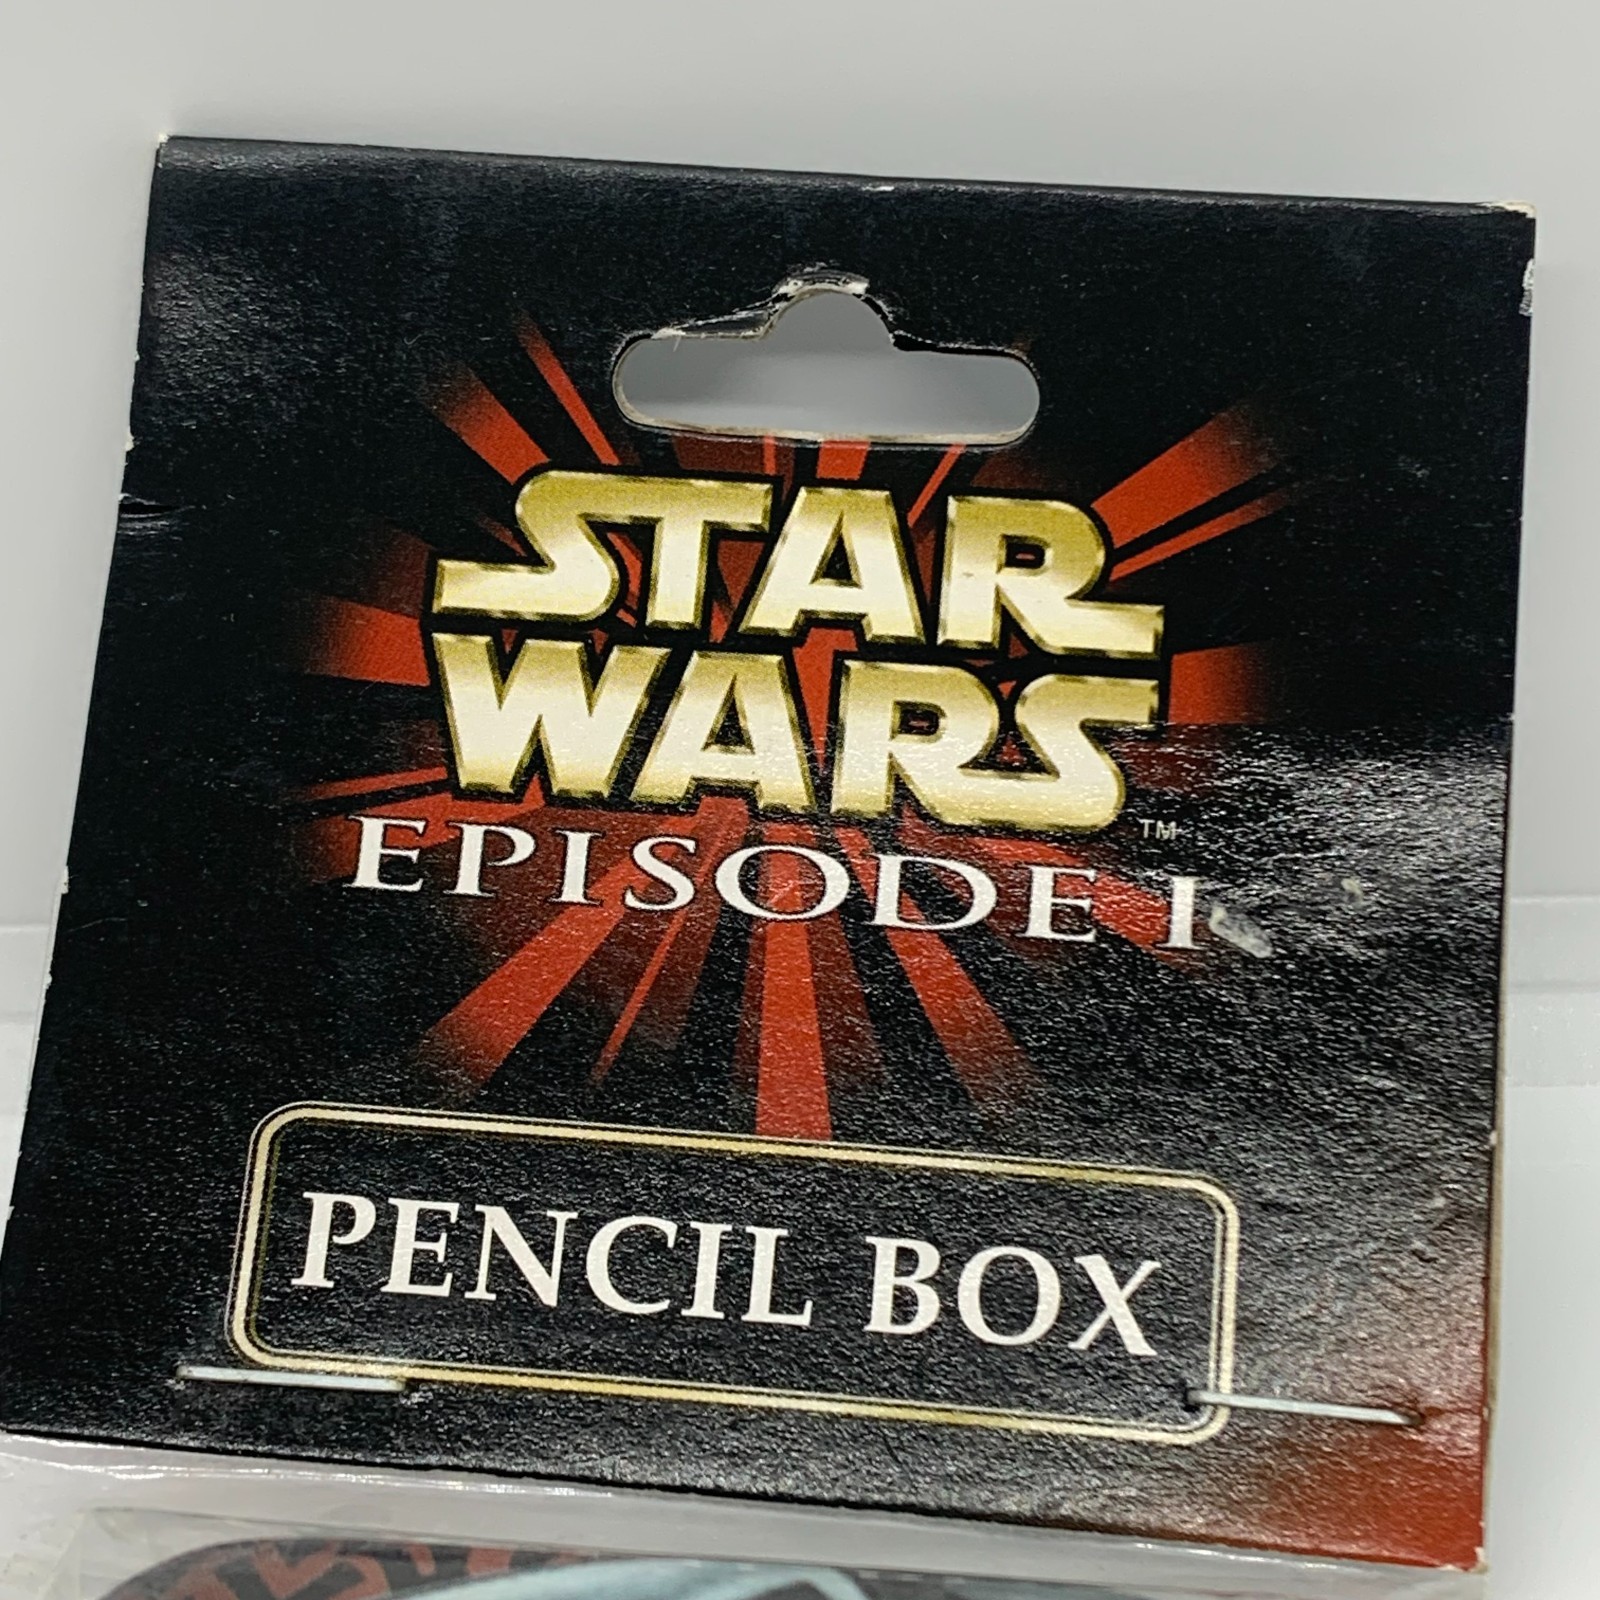 STAR
WARS
TM
EPISODE I
PENCIL BOX